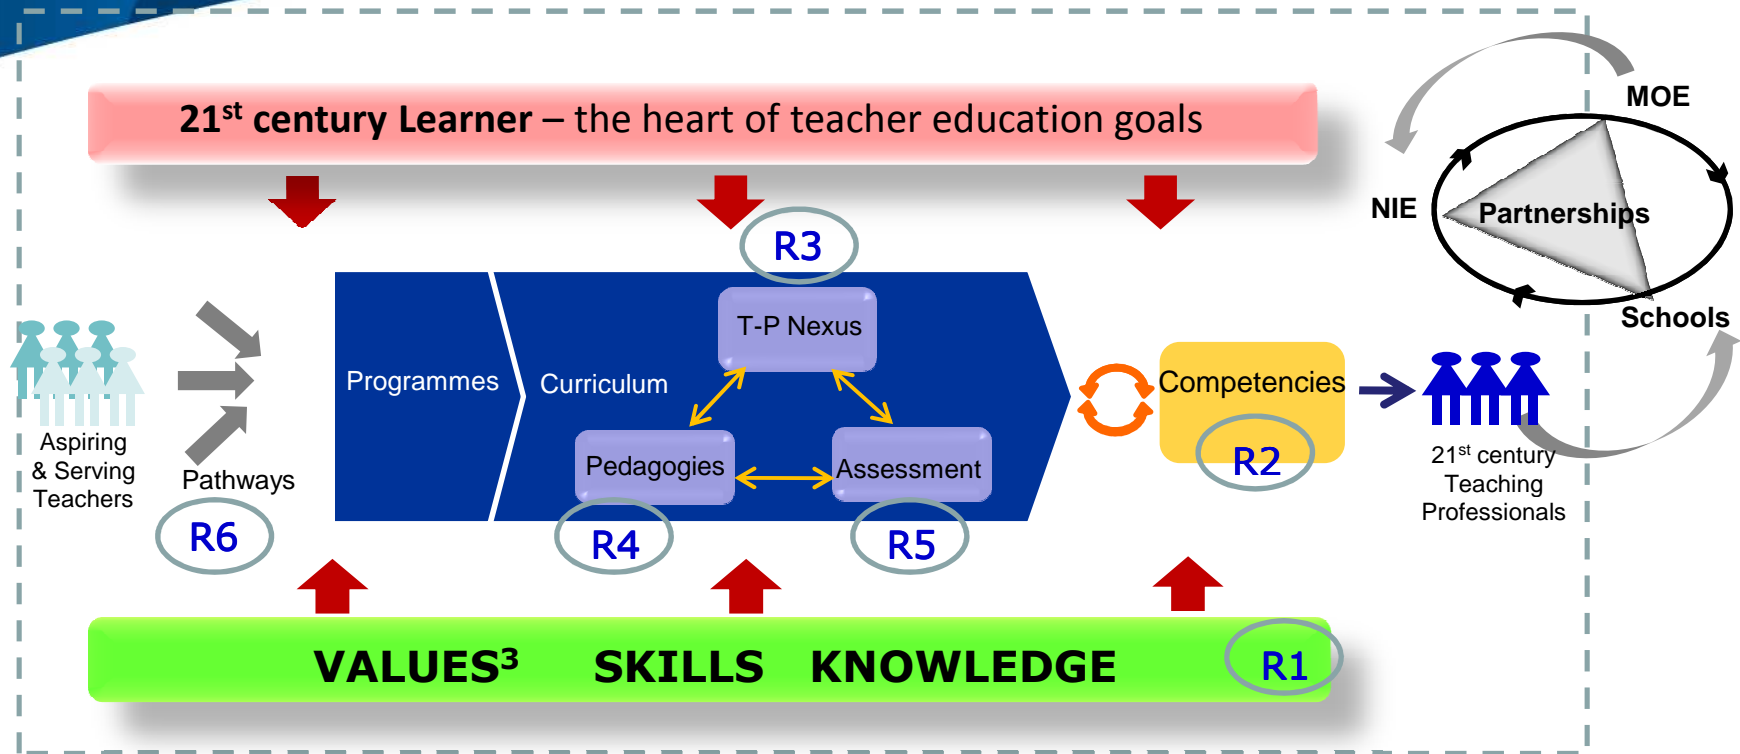 21st century Learner – the heart of teacher education goals
MOE
NIE
Partnerships
Schools
R3
T-P Nexus
Programmes
Curriculum
Competencies
Pedagogies
Assessment
R2
R4
R5
Aspiring
& Serving
Teachers
Pathways
R6
21st century
Teaching
Professionals
VALUES³ SKILLS KNOWLEDGE
R1